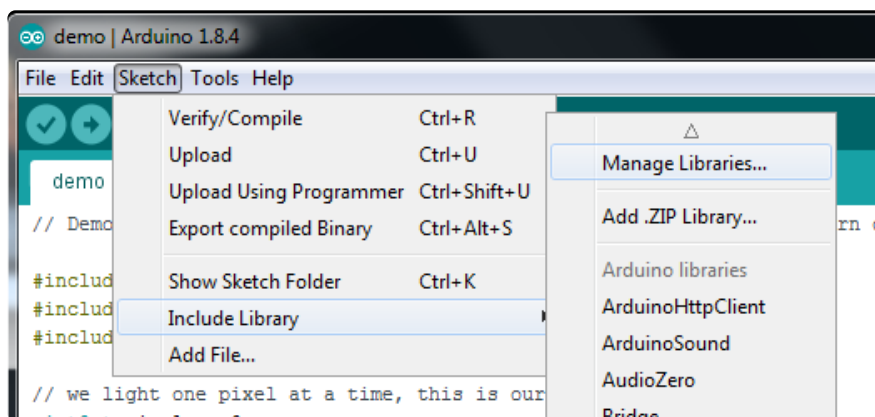 demo | Arduino 1.8.4
File Edit Sketch Tools Help
Verify/Compile Ctrl+R
Upload Ctrl+U
Upload Using Programmer Ctrl+Shift+U
Export compiled Binary Ctrl+Alt+S
Show Sketch Folder Ctrl+K
Include Library
Add File...
Manage Libraries...
Add .ZIP Library...
Arduino libraries
ArduinoHttpClient
ArduinoSound
AudioZero
Bridge
demo
// Demo
#includ
#includ
#includ
// we light one pixel at a time, this is our